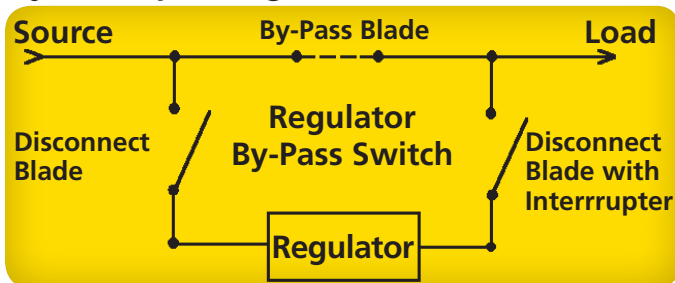 Source
By-Pass Blade
Load
Regulator
By-Pass Switch
Disconnect
Blade
Disconnect
Blade with
Interrrupter
Regulator